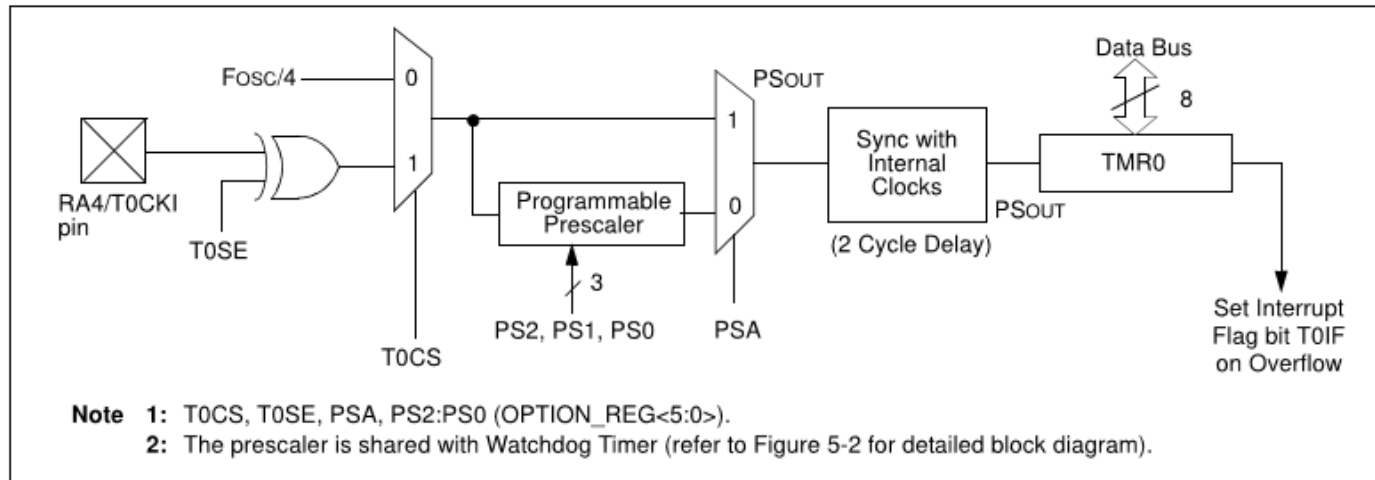 Data Bus
8
FOSC/4
0
PSOUT
1
1
RA4/T0CKI
pin
T0SE
Programmable
Prescaler
0
Sync with
Internal
Clocks
TMR0
PSOUT
(2 Cycle Delay)
3
PS2, PS1, PS0
PSA
T0CS
Set Interrupt
Flag bit T0IF
on Overflow
Note 1: T0CS, T0SE, PSA, PS2:PS0 (OPTION_REG<5:0>).
2: The prescaler is shared with Watchdog Timer (refer to Figure 5-2 for detailed block diagram).